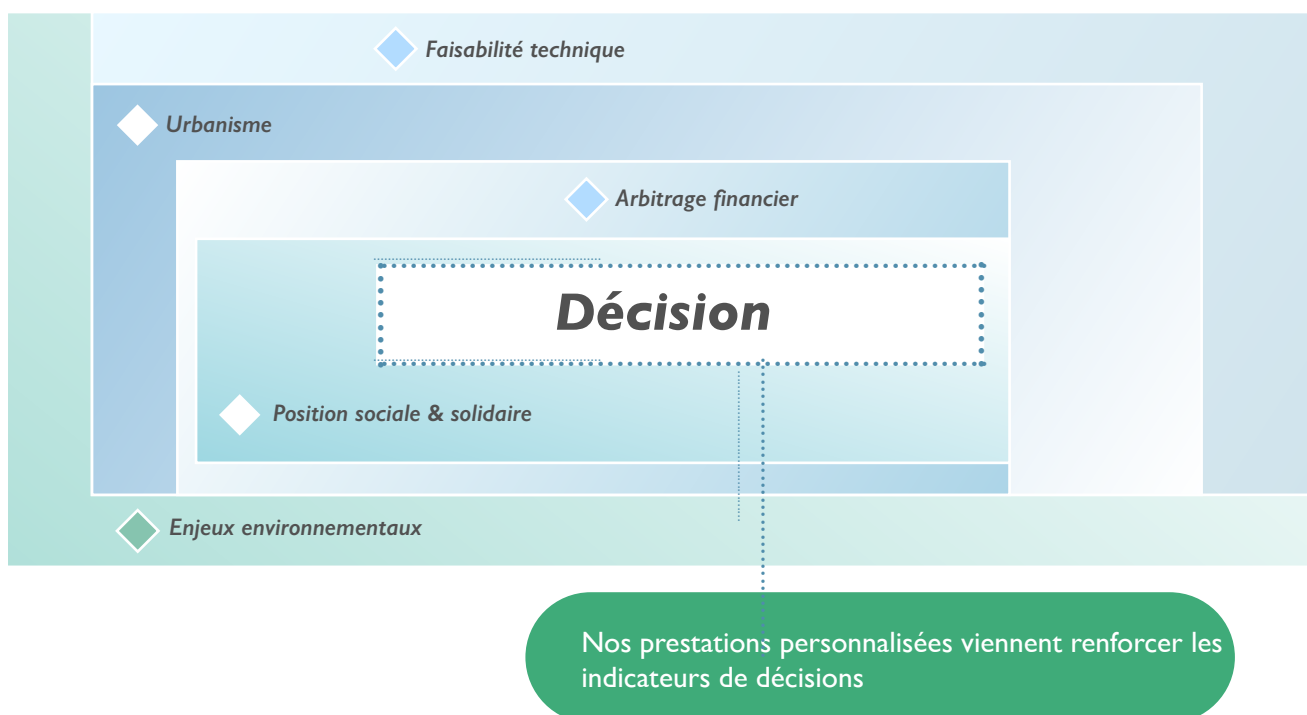 Faisabilité technique
Urbanisme
Arbitrage financier
Décision
Position sociale & solidaire
Enjeux environnementaux
Nos prestations personnalisées viennent renforcer les
indicateurs de décisions